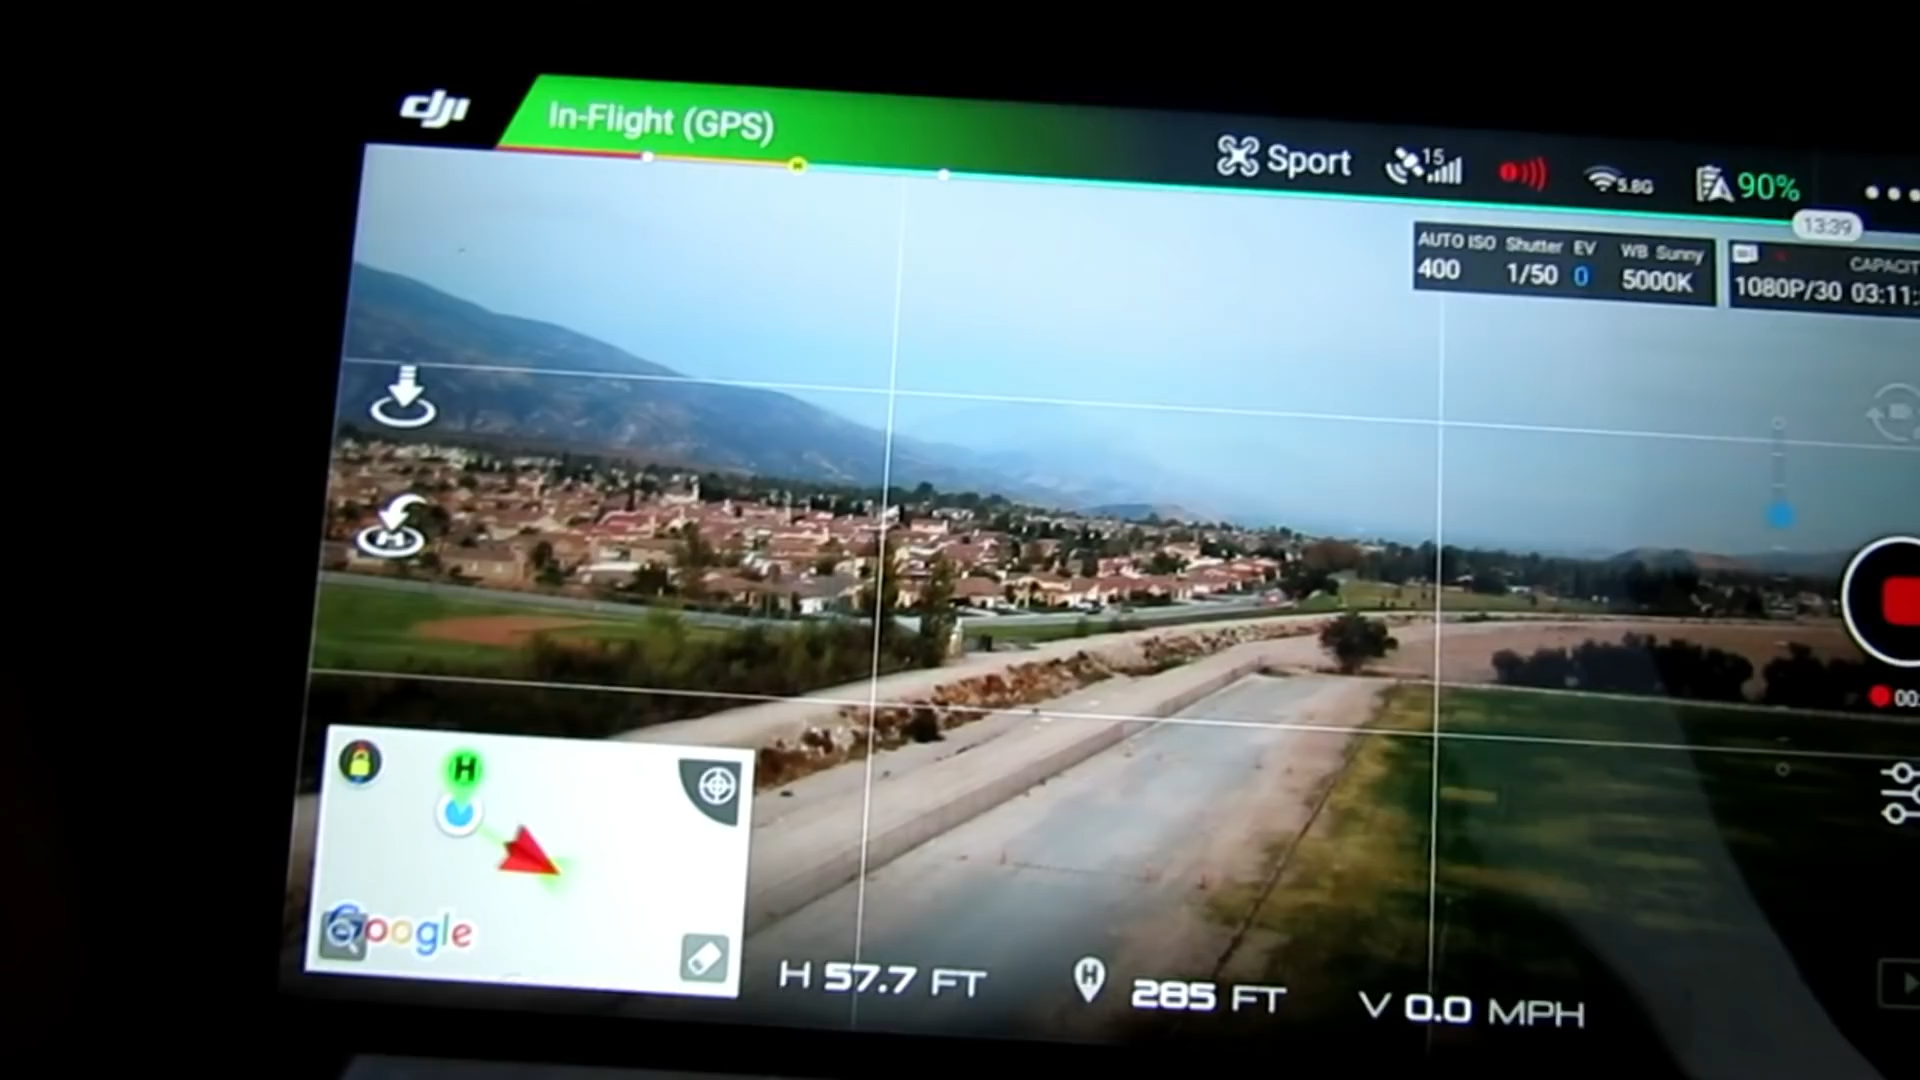 dji
In-Flight (GPS)
H
Sport
15
5.8G
90%
13:39
AUTO ISO Shutter EV WB Sunny
400 1/50 0 5000K
1080P/30 03:11:
H
H
Google
H 57.7 FT
H 285 FT
V 0.0 MPH
00: